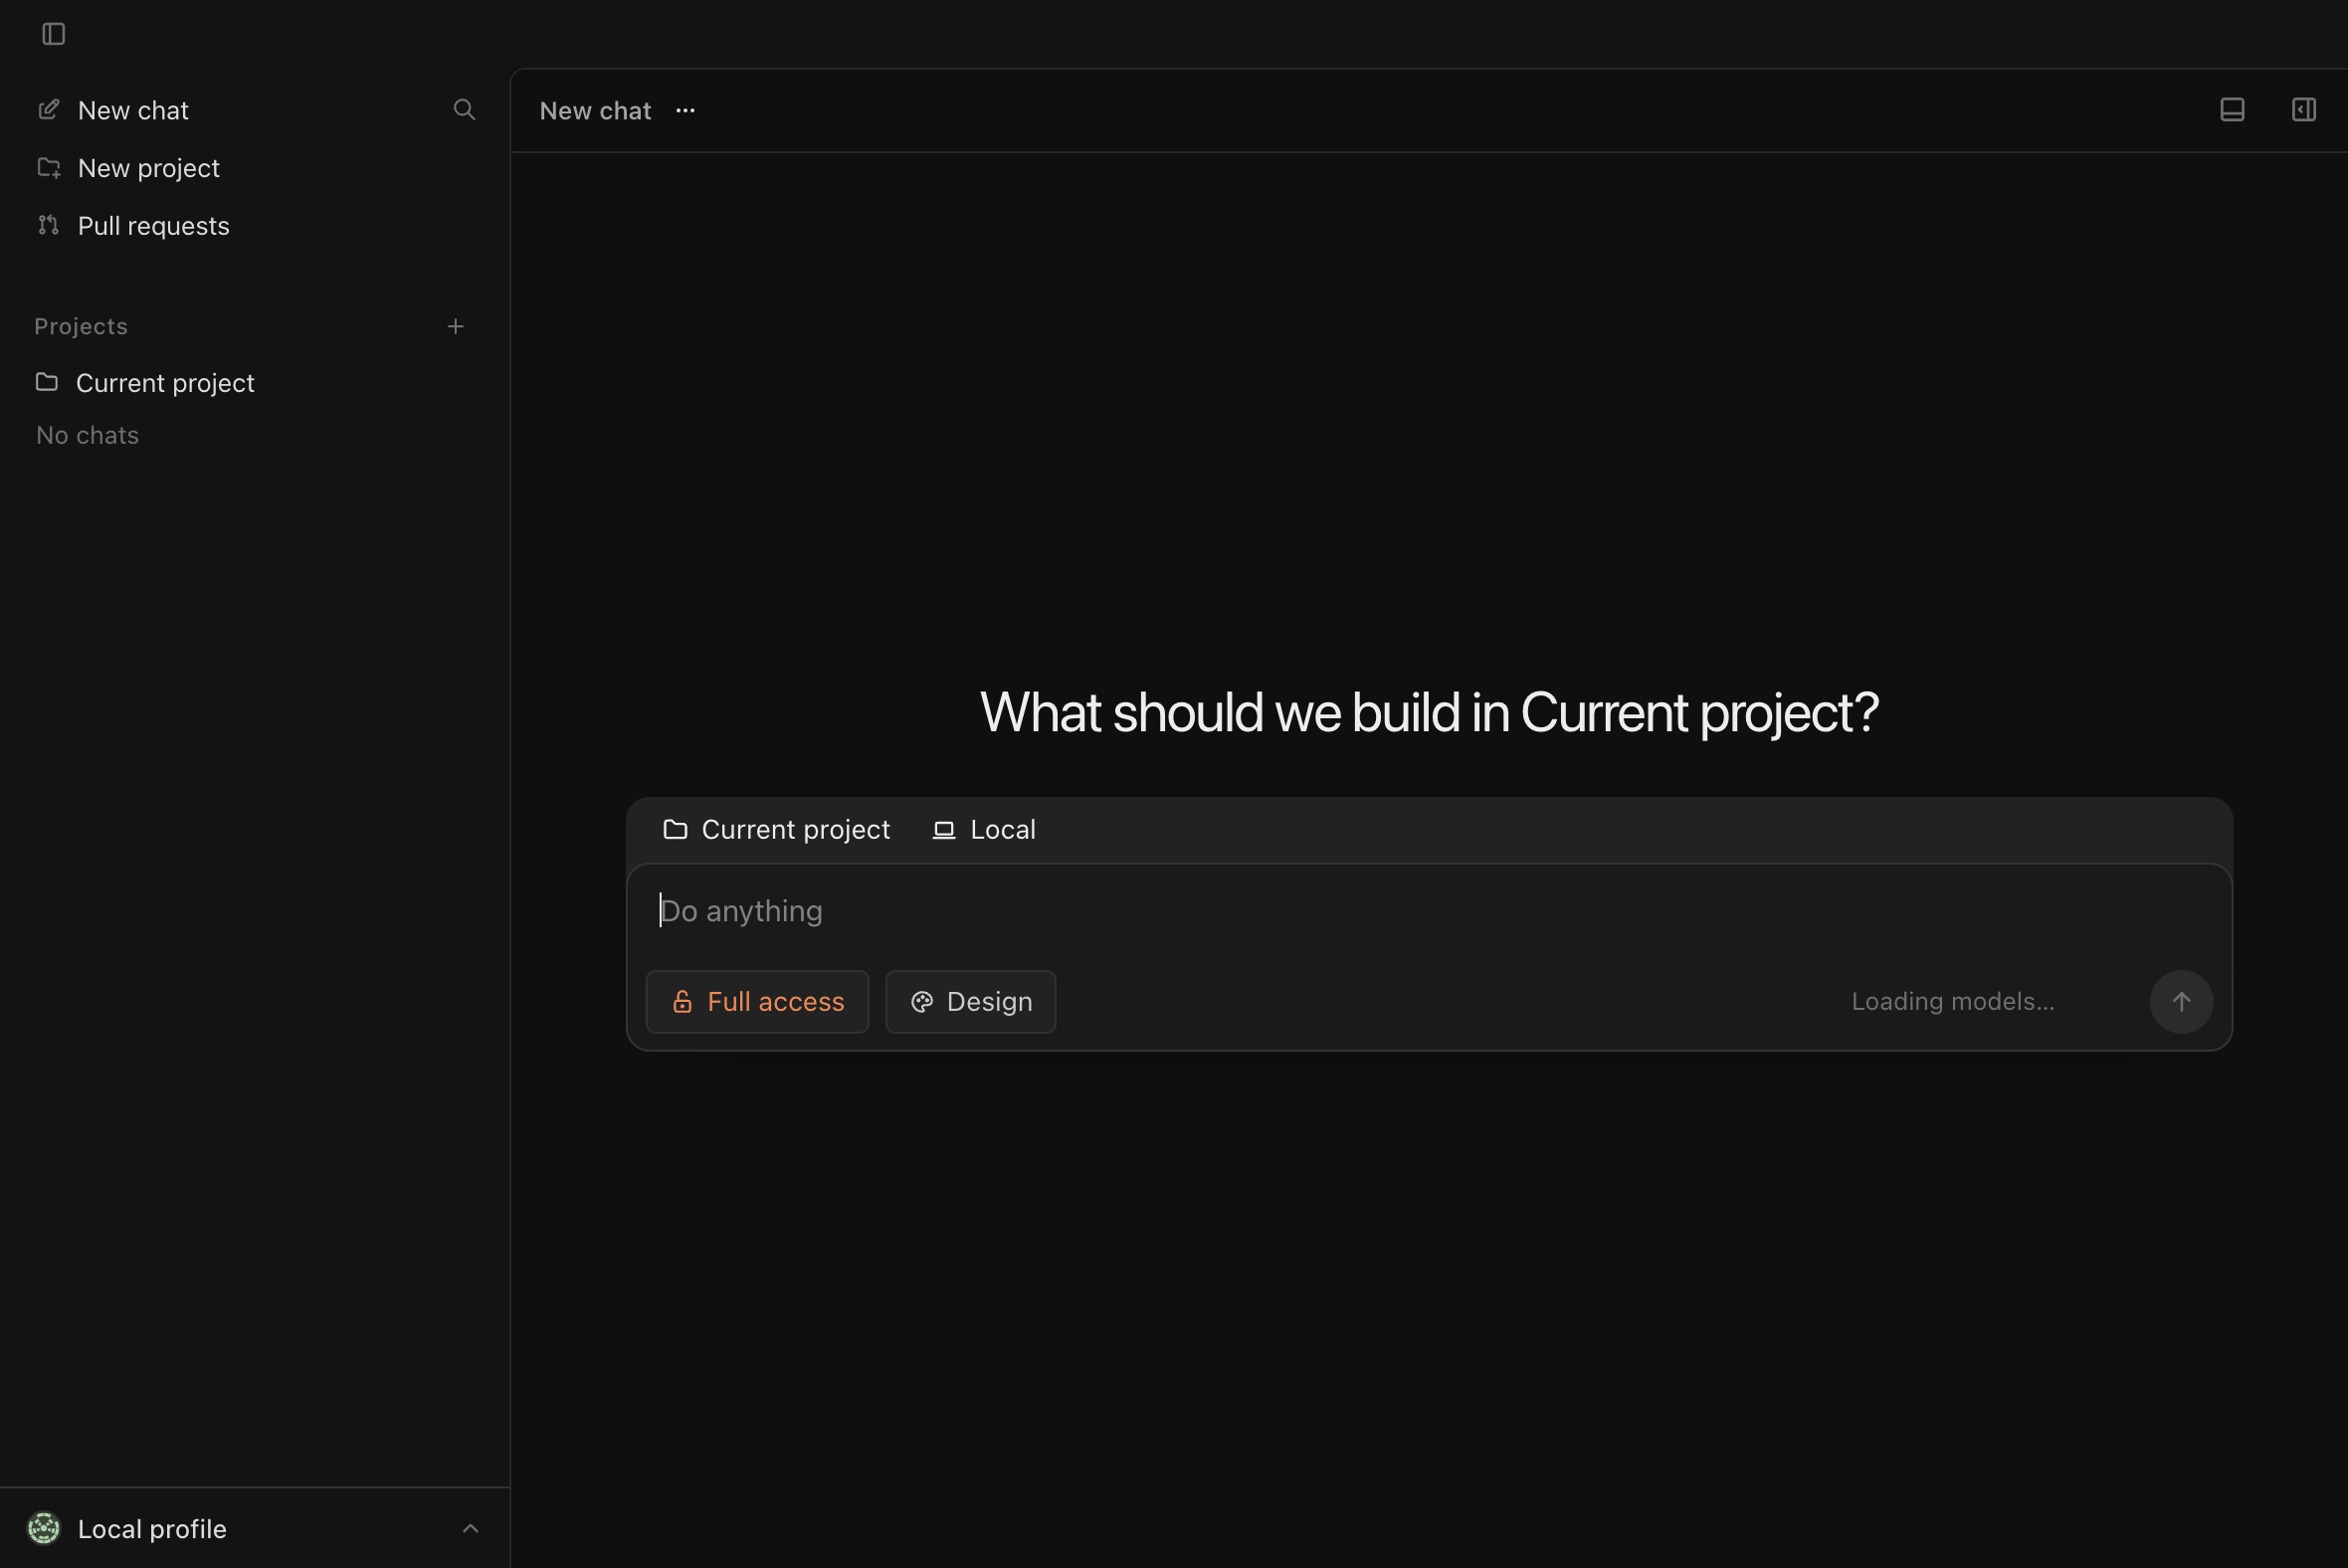 New chat
New project
Pull requests
Projects
Current project
No chats
Local profile
New chat
What should we build in Current project?
Current project Local
Do anything
Full access Design Loading models...